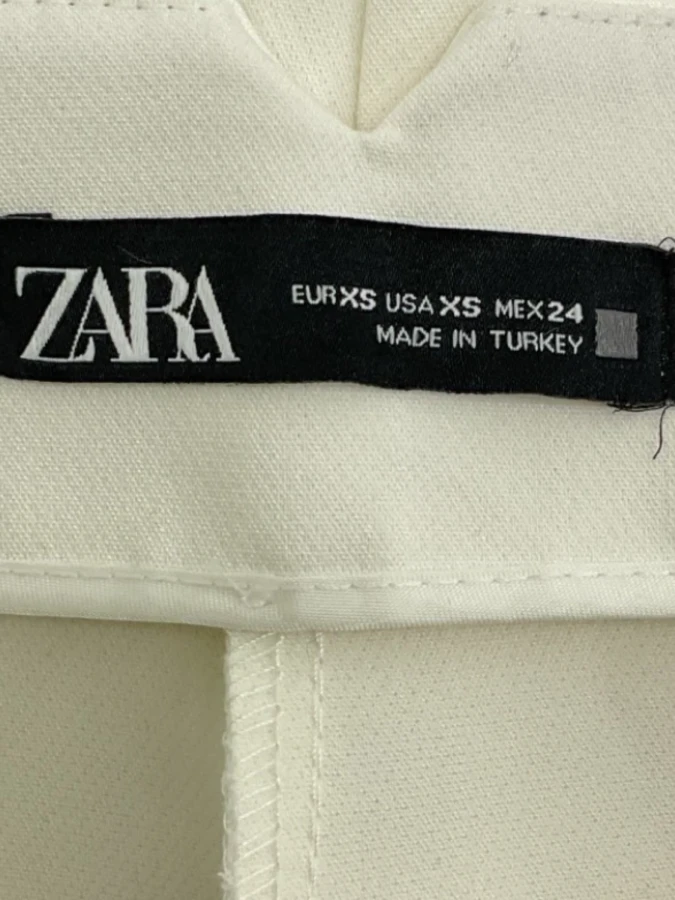 ZARA
EUR XS USA XS MEX 24
MADE IN TURKEY